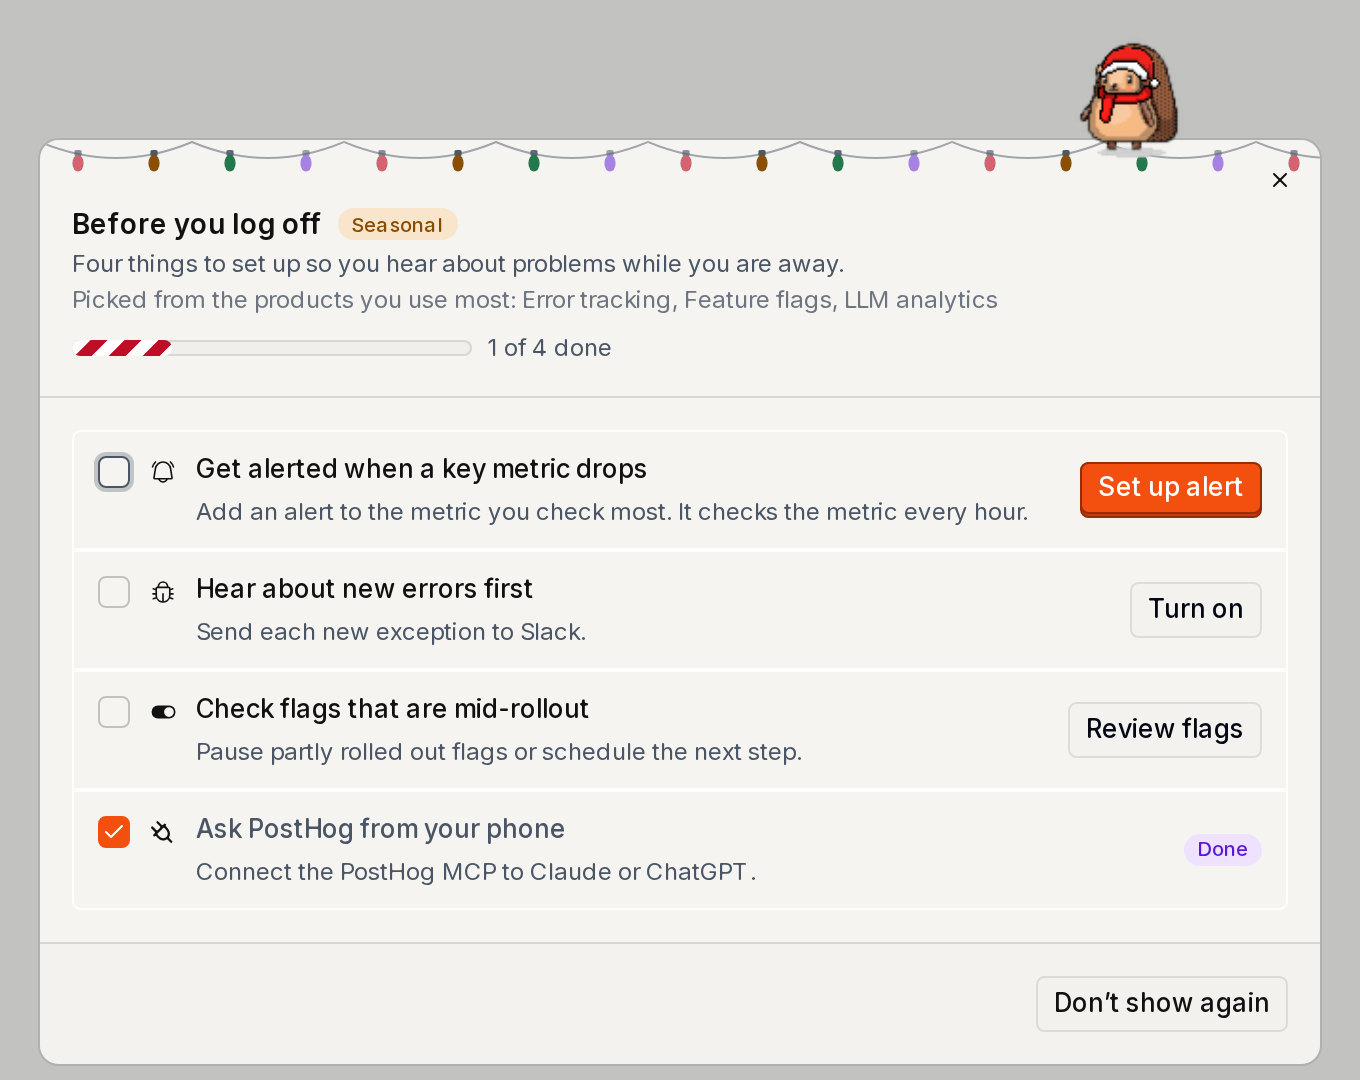 Before you log off
Seasonal
Four things to set up so you hear about problems while you are away.
Picked from the products you use most: Error tracking, Feature flags, LLM analytics
1 of 4 done
Get alerted when a key metric drops
Add an alert to the metric you check most. It checks the metric every hour.
Set up alert
Hear about new errors first
Send each new exception to Slack.
Turn on
Check flags that are mid-rollout
Pause partly rolled out flags or schedule the next step.
Review flags
Ask PostHog from your phone
Connect the PostHog MCP to Claude or ChatGPT.
Done
Don’t show again